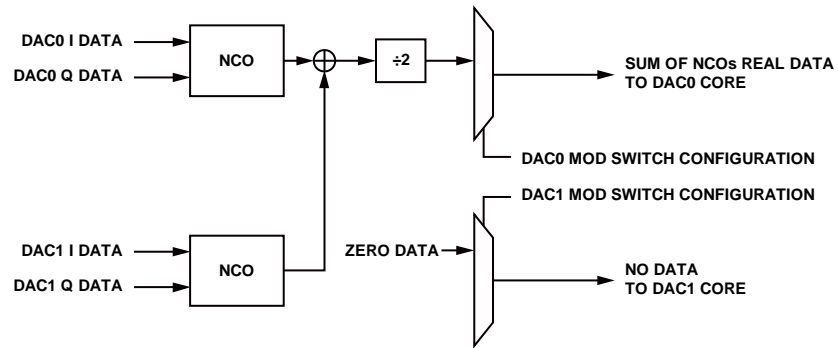 DAC0 I DATA
DAC0 Q DATA
NCO
÷2
SUM OF NCOs REAL DATA
TO DAC0 CORE
DAC0 MOD SWITCH CONFIGURATION
DAC1 MOD SWITCH CONFIGURATION
DAC1 I DATA
DAC1 Q DATA
NCO
ZERO DATA
NO DATA
TO DAC1 CORE